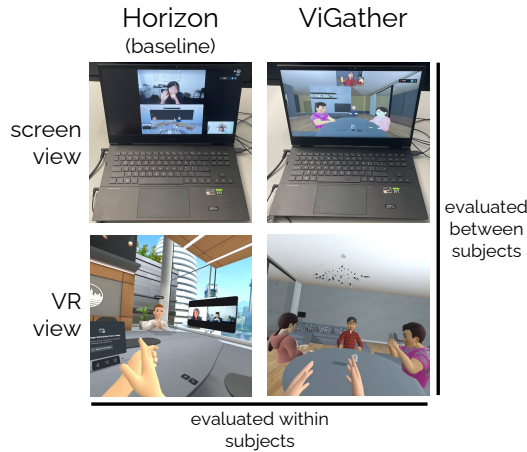 Horizon
(baseline)
ViGather
screen
view
VR
view
evaluated
between
subjects
evaluated within
subjects